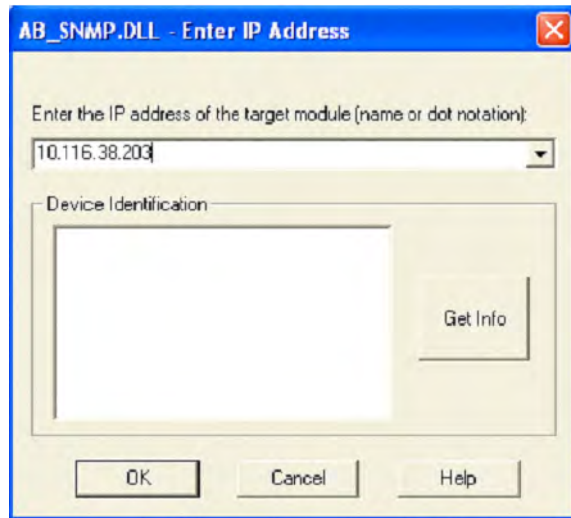 AB_SNMP.DLL - Enter IP Address
Enter the IP address of the target module (name or dot notation):
10.116.38.203
Device Identification
Get Info
OK Cancel Help